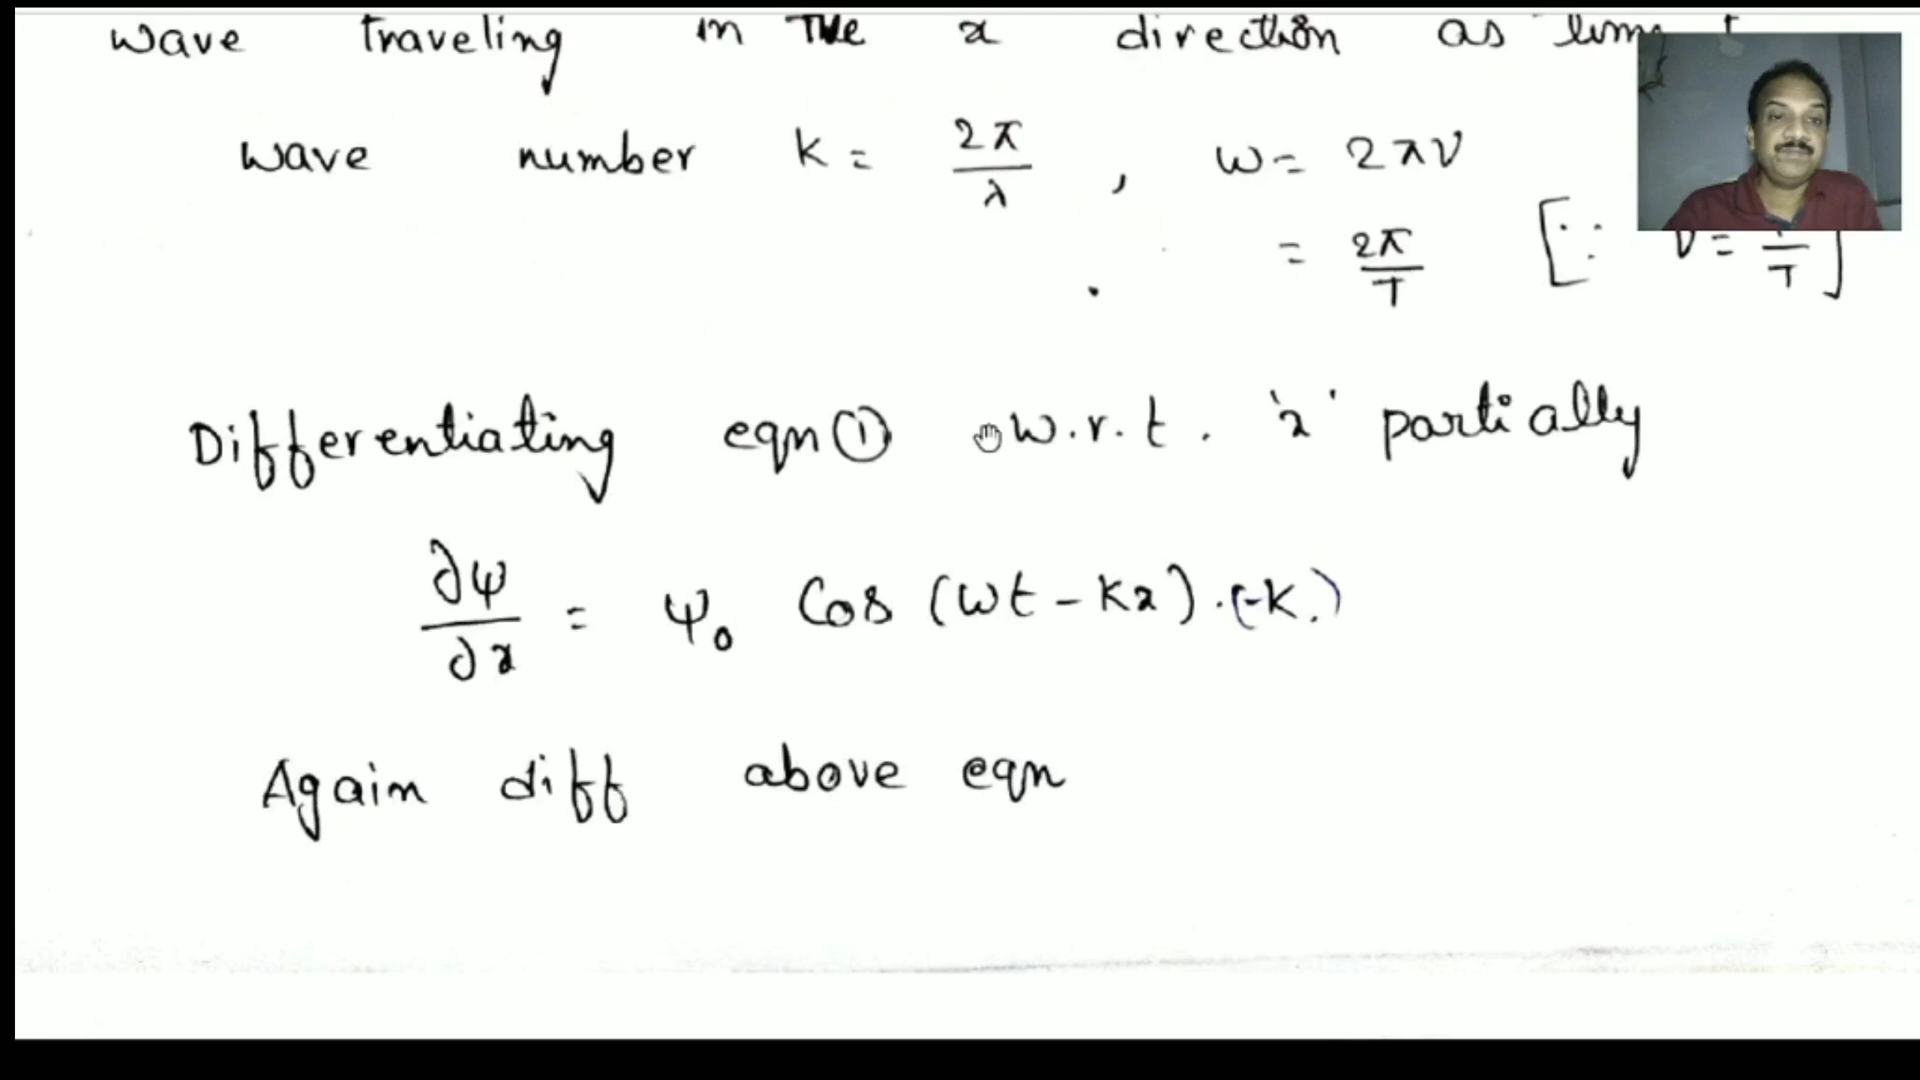 wave traveling in the x direction as time t
wave number k = 2π/λ , ω = 2πν
= 2π/T [∵ ν = 1/T]
Differentiating eqn ① w.r.t. 'x' partially
∂ψ/∂x = ψ₀ Cos (ωt - kx) . (-k.)
Again diff above eqn